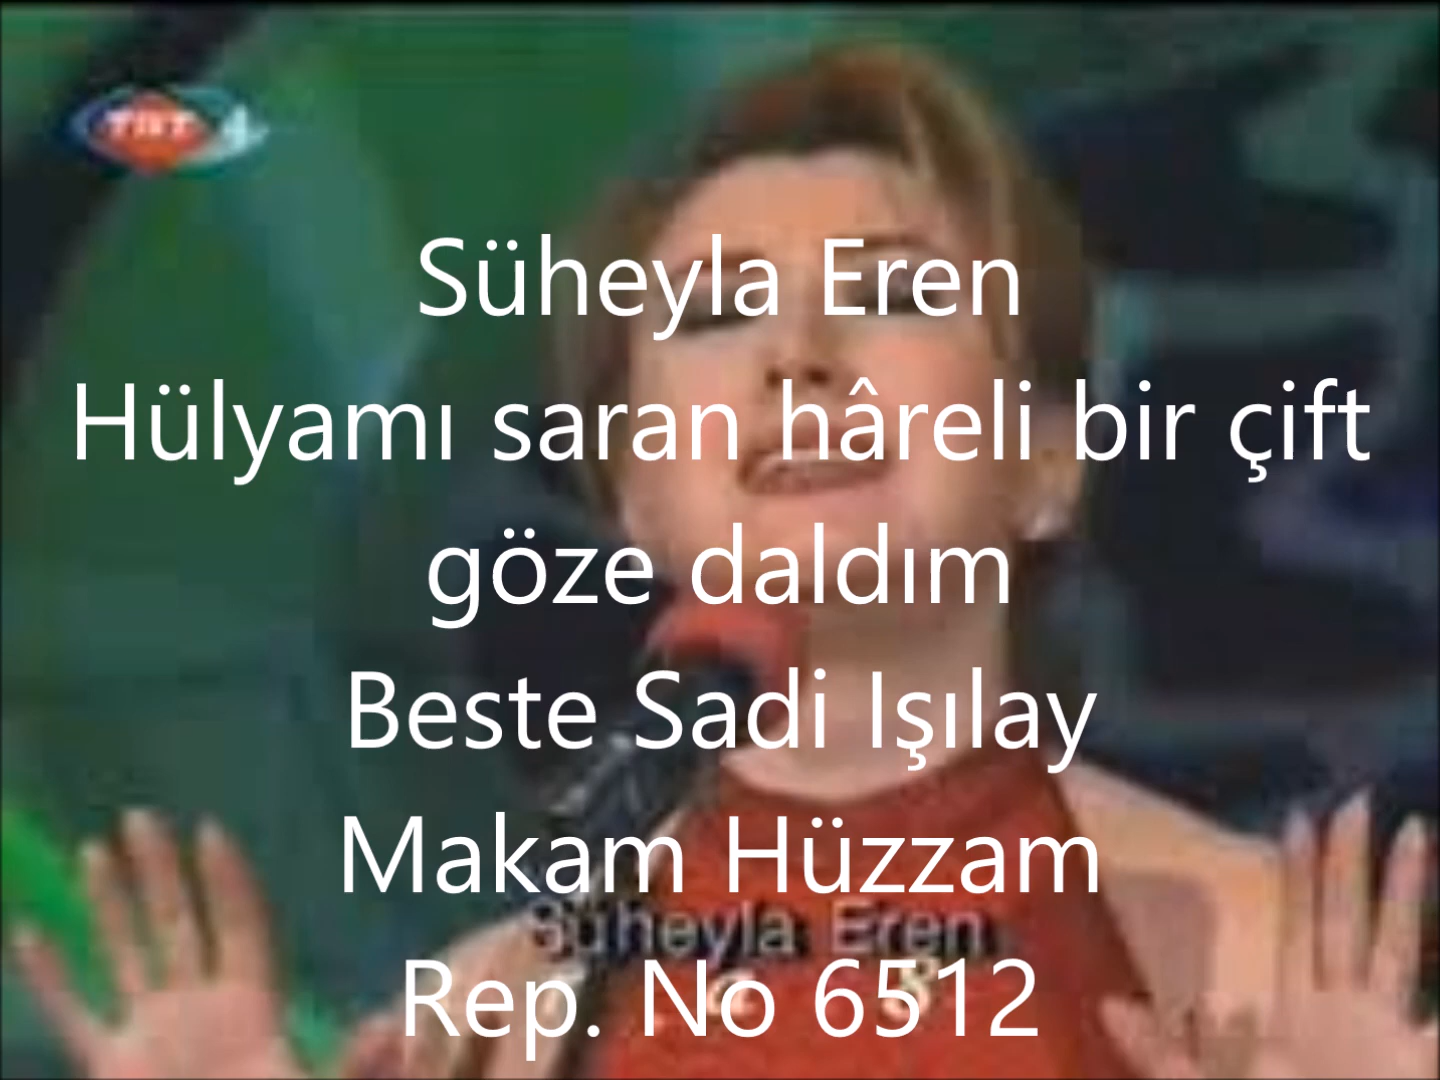 TRT 4
Süheyla Eren
Hülyamı saran hâreli bir çift
göze daldım
Beste Sadi Işılay
Makam Hüzzam
Süheyla Eren
Rep. No 6512